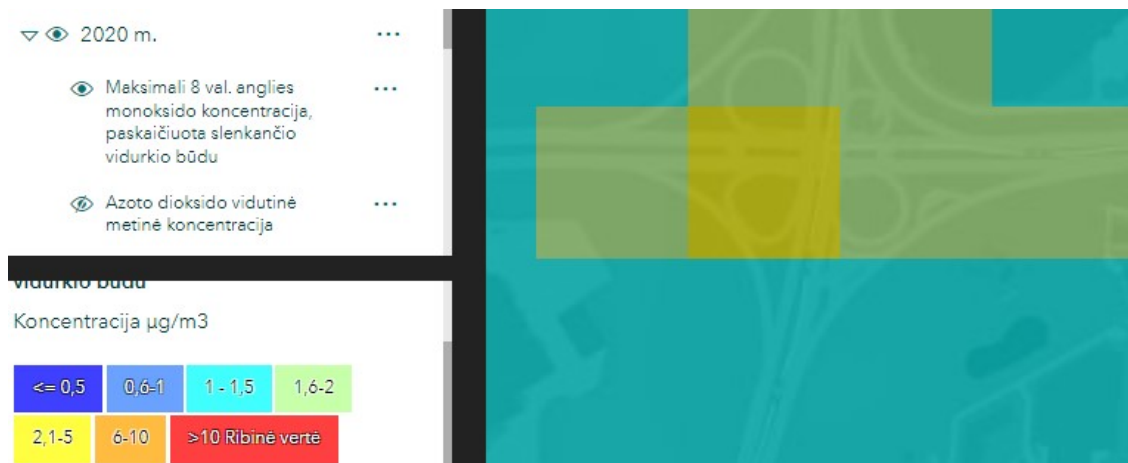 2020 m.
Maksimali 8 val. anglies
monoksido koncentracija,
paskaičiuota slenkančio
vidurkio būdu
Azoto dioksido vidutinė
metinė koncentracija
vidurkio būdu
Koncentracija µg/m3
<= 0,5 0,6-1 1 - 1,5 1,6-2
2,1-5 6-10 >10 Ribinė vertė